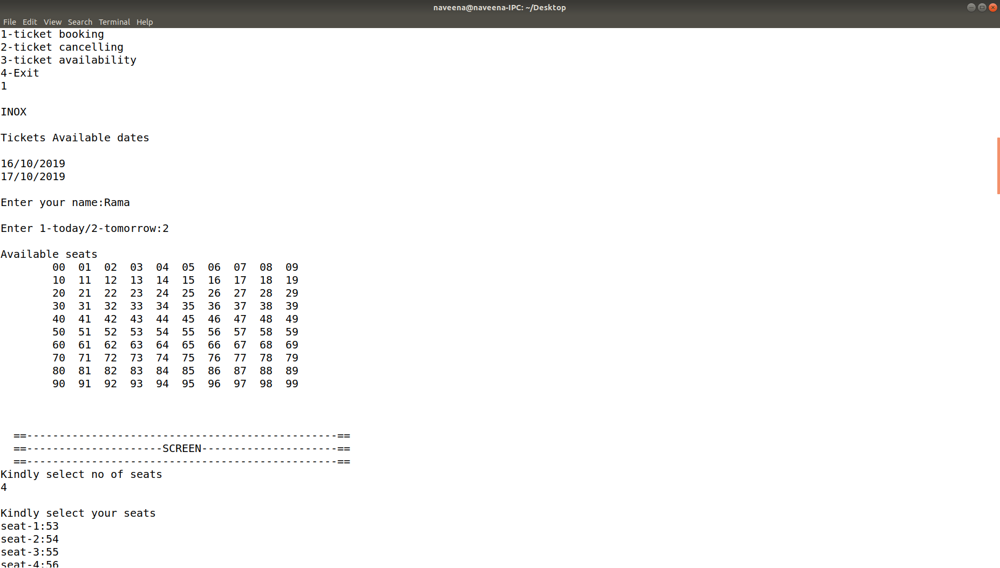 naveena@naveena-IPC: ~/Desktop
File Edit View Search Terminal Help
1-ticket booking
2-ticket cancelling
3-ticket availability
4-Exit
1
INOX
Tickets Available dates
16/10/2019
17/10/2019
Enter your name:Rama
Enter 1-today/2-tomorrow:2
Available seats
00 01 02 03 04 05 06 07 08 09
10 11 12 13 14 15 16 17 18 19
20 21 22 23 24 25 26 27 28 29
30 31 32 33 34 35 36 37 38 39
40 41 42 43 44 45 46 47 48 49
50 51 52 53 54 55 56 57 58 59
60 61 62 63 64 65 66 67 68 69
70 71 72 73 74 75 76 77 78 79
80 81 82 83 84 85 86 87 88 89
90 91 92 93 94 95 96 97 98 99
==------------------------------------------------==
==---------------------SCREEN---------------------==
==------------------------------------------------==
Kindly select no of seats
4
Kindly select your seats
seat-1:53
seat-2:54
seat-3:55
seat-4:56